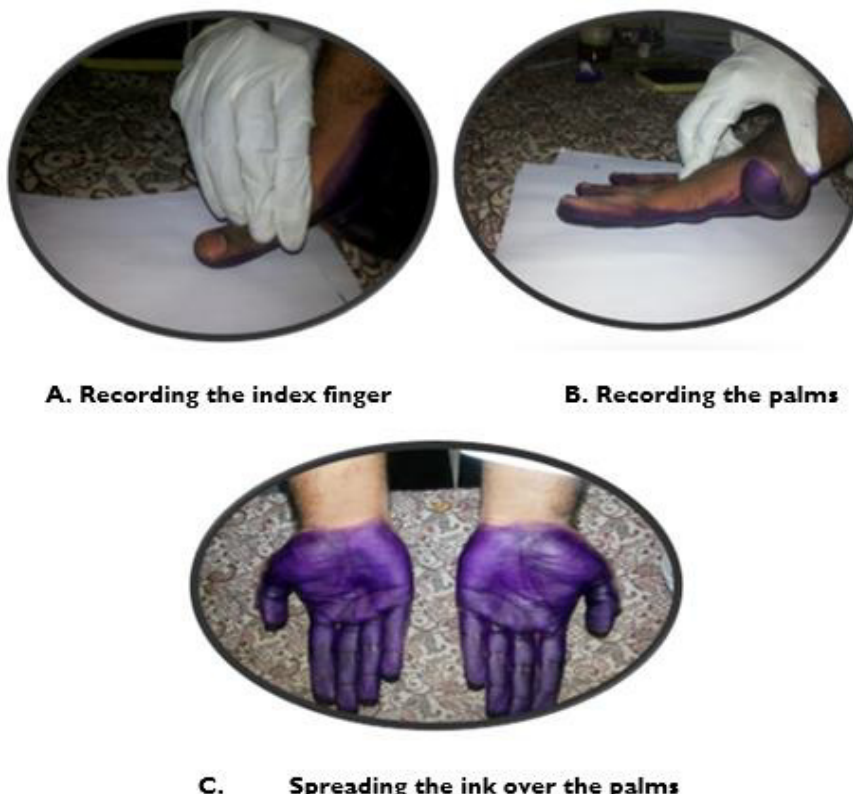 A. Recording the index finger
B. Recording the palms
C. Spreading the ink over the palms